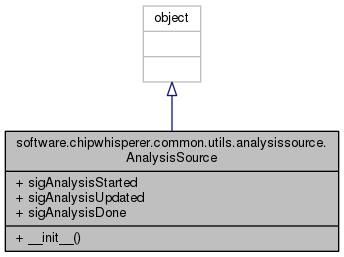 object
software.chipwhisperer.common.utils.analysissource.
AnalysisSource
+ sigAnalysisStarted
+ sigAnalysisUpdated
+ sigAnalysisDone
+ __init__()